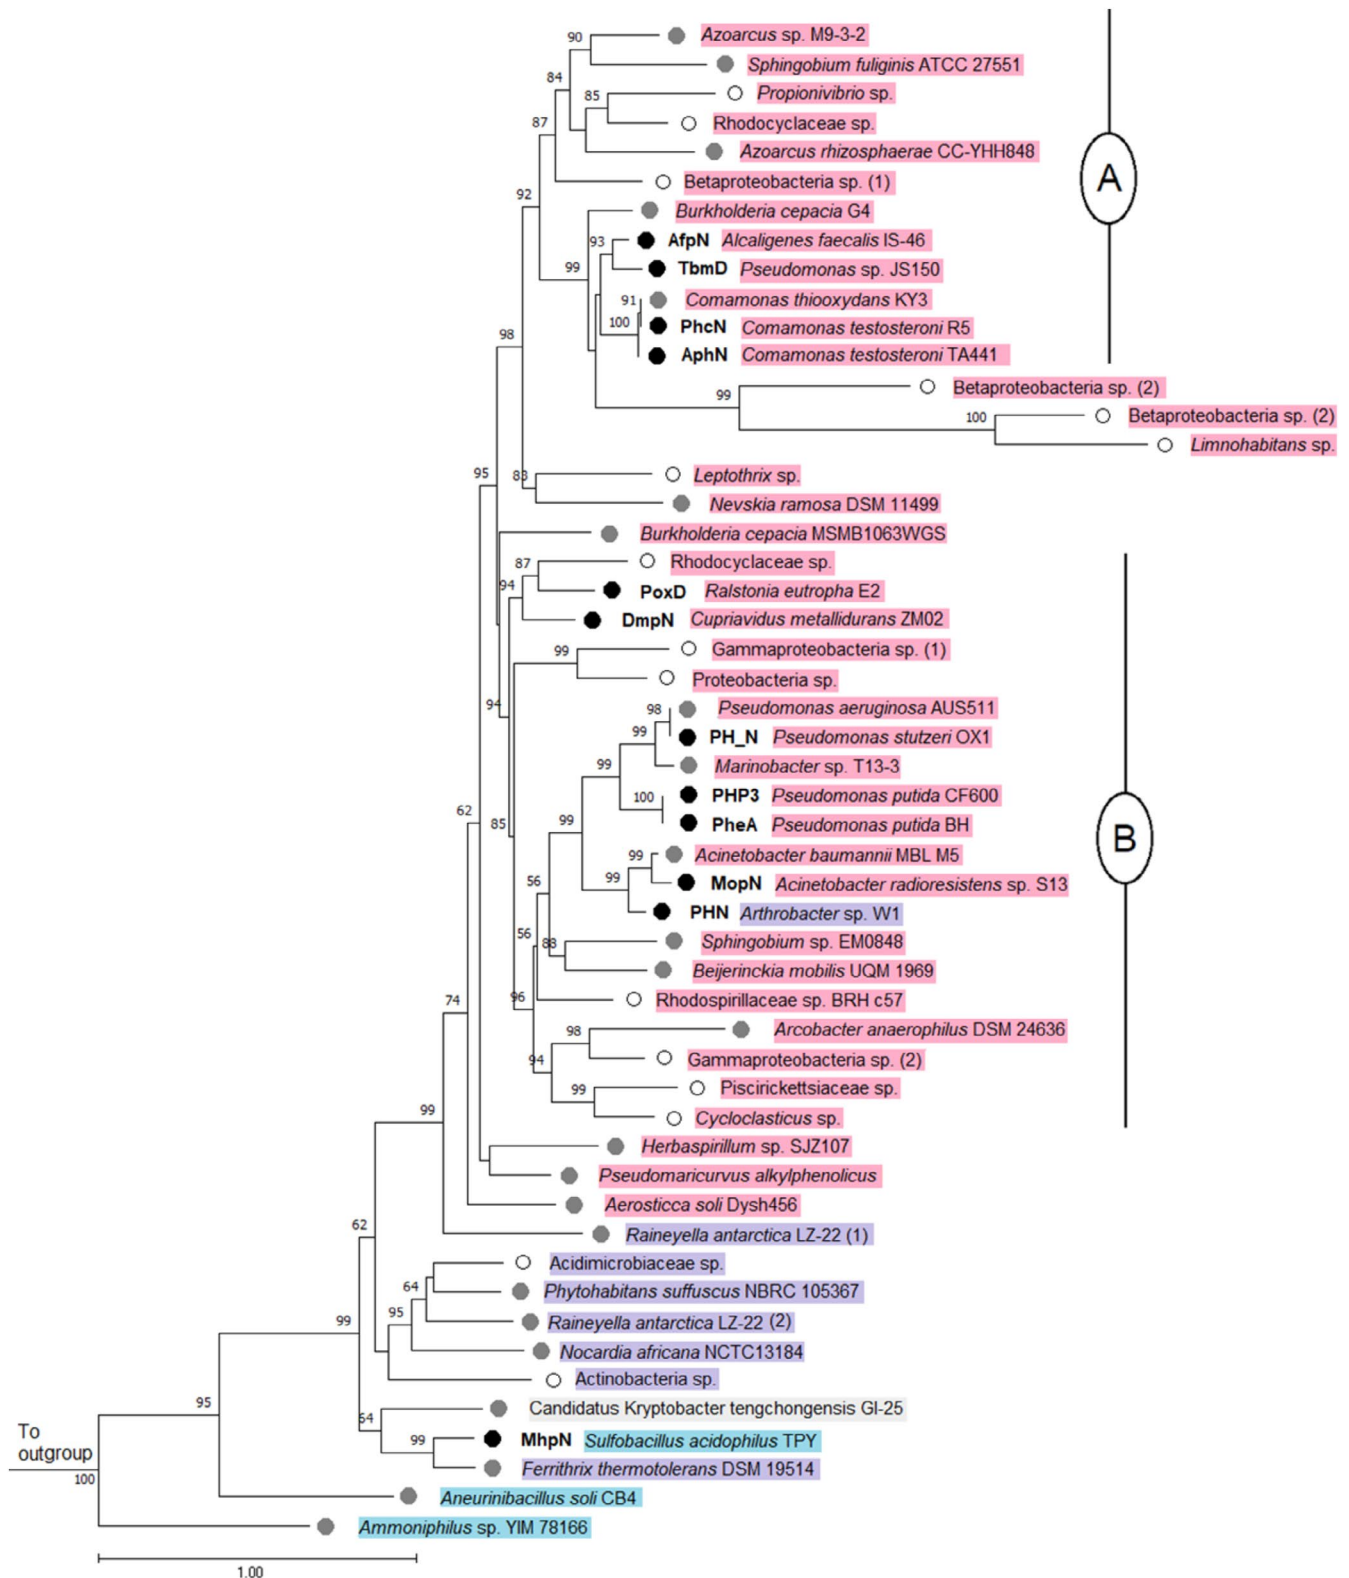 90
Azoarcus sp. M9-3-2
Sphingobium fuliginis ATCC 27551
84
85
Propionivibrio sp.
87
Rhodocyclaceae sp.
Azoarcus rhizosphaerae CC-YHH848
A
92
Betaproteobacteria sp. (1)
Burkholderia cepacia G4
93
AfpN Alcaligenes faecalis IS-46
99
TbmD Pseudomonas sp. JS150
91
Comamonas thiooxydans KY3
100
PhcN Comamonas testosteroni R5
98
AphN Comamonas testosteroni TA441
99
Betaproteobacteria sp. (2)
100
Betaproteobacteria sp. (2)
Limnohabitans sp.
95
83
Leptothrix sp.
Nevskia ramosa DSM 11499
Burkholderia cepacia MSMB1063WGS
87
Rhodocyclaceae sp.
94
PoxD Ralstonia eutropha E2
DmpN Cupriavidus metallidurans ZM02
99
Gammaproteobacteria sp. (1)
Proteobacteria sp.
94
98
Pseudomonas aeruginosa AUS511
99
PH_N Pseudomonas stutzeri OX1
99
Marinobacter sp. T13-3
100
PHP3 Pseudomonas putida CF600
62
85
99
PheA Pseudomonas putida BH
B
99
Acinetobacter baumannii MBL M5
56
99
MopN Acinetobacter radioresistens sp. S13
PHN Arthrobacter sp. W1
56
88
Sphingobium sp. EM0848
Beijerinckia mobilis UQM 1969
74
96
Rhodospirillaceae sp. BRH c57
98
Arcobacter anaerophilus DSM 24636
94
Gammaproteobacteria sp. (2)
99
Piscirickettsiaceae sp.
99
Cycloclasticus sp.
Herbaspirillum sp. SJZ107
Pseudomaricurvus alkylphenolicus
Aerosticca soli Dysh456
62
Raineyella antarctica LZ-22 (1)
Acidimicrobiaceae sp.
64
Phytohabitans suffuscus NBRC 105367
95
Raineyella antarctica LZ-22 (2)
99
Nocardia africana NCTC13184
Actinobacteria sp.
95
64
Candidatus Kryptobacter tengchongensis GI-25
To
outgroup
99
MhpN Sulfobacillus acidophilus TPY
Ferrithrix thermotolerans DSM 19514
100
Aneurinibacillus soli CB4
Ammoniphilus sp. YIM 78166
1.00